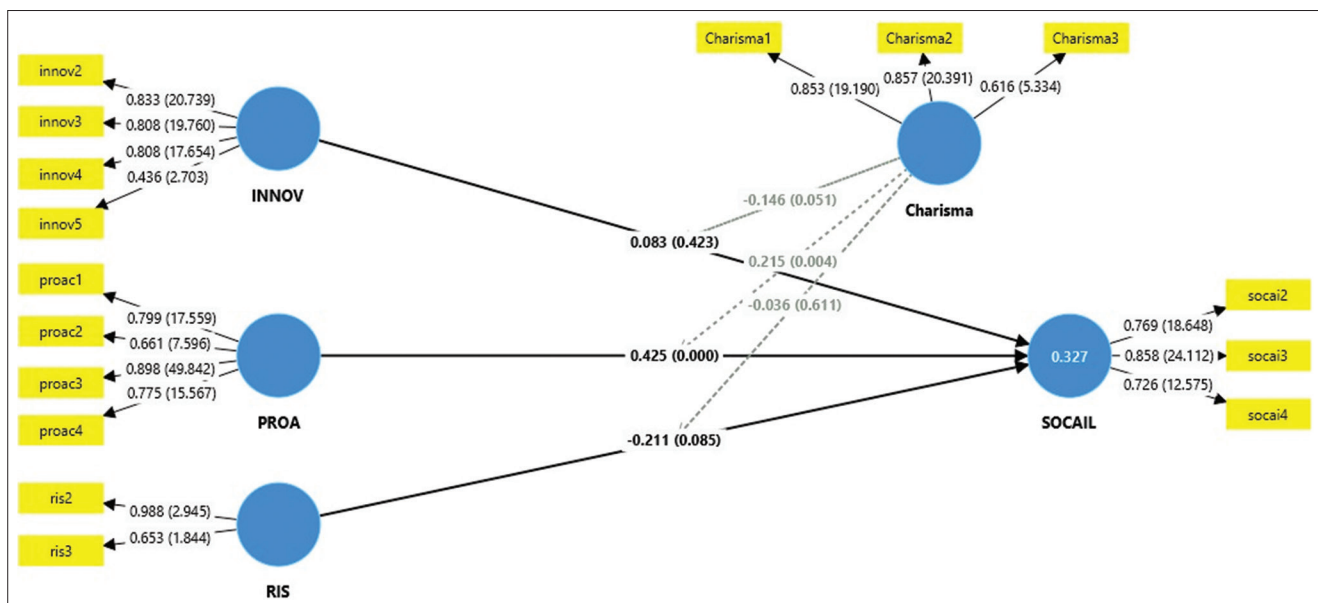 Charisma1
Charisma2
Charisma3
0.853 (19.190)
0.857 (20.391)
0.616 (5.334)
Charisma
innov2
innov3
innov4
innov5
0.833 (20.739)
0.808 (19.760)
0.808 (17.654)
0.436 (2.703)
INNOV
-0.146 (0.051)
0.083 (0.423)
0.215 (0.004)
-0.036 (0.611)
proac1
proac2
proac3
proac4
0.799 (17.559)
0.661 (7.596)
0.898 (49.842)
0.775 (15.567)
PROA
0.425 (0.000)
0.327
SOCAIL
0.769 (18.648)
0.858 (24.112)
0.726 (12.575)
socai2
socai3
socai4
-0.211 (0.085)
ris2
ris3
0.988 (2.945)
0.653 (1.844)
RIS